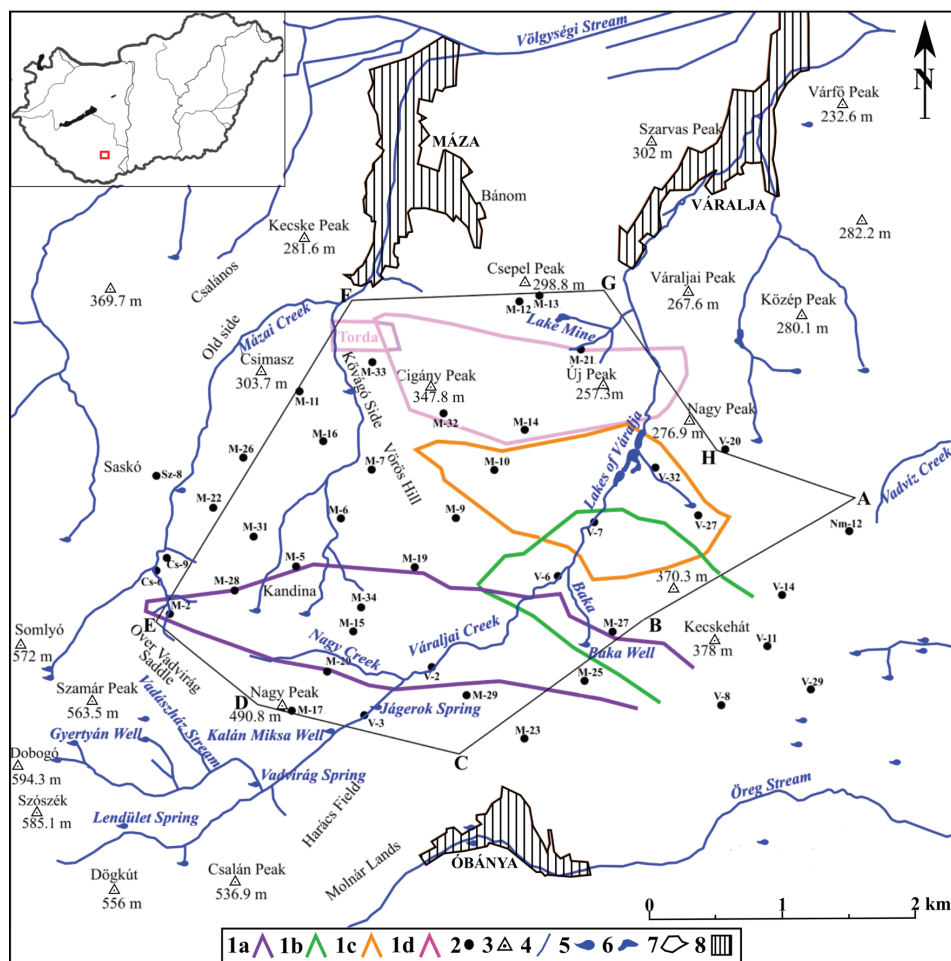 Völgységi Stream
N
Várfő Peak
232.6 m
MÁZA
Szarvas Peak
302 m
Bánom
VÁRALJA
Kecske Peak
281.6 m
282.2 m
Csalános
369.7 m
Csepel Peak
298.8 m
G
Váraljai Peak
267.6 m
Közép Peak
280.1 m
F
M-12
M-13
Old side
Mázai Creek
Torda
Lake Mine
M-21
Csimasz
303.7 m
M-33
Kővágó Side
Cigány Peak
347.8 m
Új Peak
257.3m
M-11
M-32
M-14
Nagy Peak
276.9 m
M-16
V-20
H
Saskó
Sz-8
M-26
M-7
Vörös Hill
M-10
Lakes of Váralja
V-32
A
Vadvíz Creek
M-22
M-6
M-9
V-7
V-27
Nm-12
M-31
Cs-9
Cs-6
M-5
M-19
V-6
370.3 m
V-14
M-28
Kandina
Baka
M-2
M-34
E
M-15
M-27
B
Kecskehát
378 m
V-11
Somlyó
572 m
Over Vadvirág
Saddle
Nagy Creek
Váraljai Creek
Baka Well
M-20
V-2
M-25
V-29
Szamár Peak
563.5 m
Vadászház Stream
D
Nagy Peak
490.8 m
M-17
M-29
V-8
Jágerok Spring
V-3
Gyertyán Well
Kalán Miksa Well
M-23
Dobogó
594.3 m
C
Vadvirág Spring
Szószék
585.1 m
Öreg Stream
Lendület Spring
Harács Fields
Dögkút
556 m
Csalán Peak
536.9 m
Molnár Lands
ÓBÁNYA
0 1 2 km
1a 1b 1c 1d 2 3 4 5 6 7 8